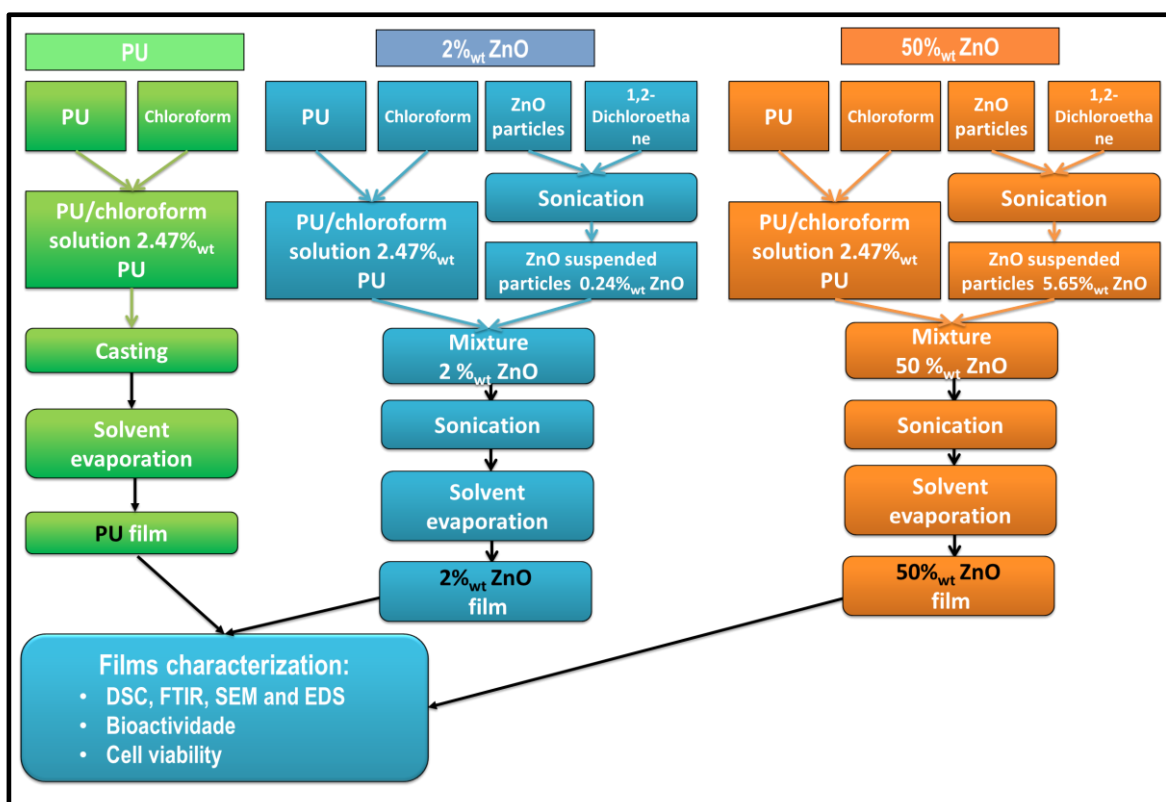 PU
PU
Chloroform
PU/chloroform
solution 2.47%wt
PU
Casting
Solvent
evaporation
PU film
2%wt ZnO
PU
Chloroform
ZnO
particles
1,2-
Dichloroetha
ne
Sonication
PU/chloroform
solution 2.47%wt
PU
ZnO suspended
particles 0.24%wt ZnO
Mixture
2 %wt ZnO
Sonication
Solvent
evaporation
2%wt ZnO
film
50%wt ZnO
PU
Chloroform
ZnO
particles
1,2-
Dichloroetha
ne
Sonication
PU/chloroform
solution 2.47%wt
PU
ZnO suspended
particles 5.65%wt ZnO
Mixture
50 %wt ZnO
Sonication
Solvent
evaporation
50%wt ZnO
film
Films characterization:
• DSC, FTIR, SEM and EDS
• Bioactividade
• Cell viability